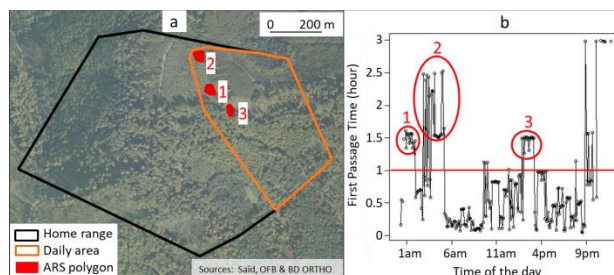 a
0 200 m
2
1
3
Home range
Daily area
ARS polygon
Sources: Saïd, OFB & BD ORTHO
b
First Passage Time (hour)
3
2.5
2
1.5
1
0.5
0
1
2
3
1am 6am 11am 4pm 9pm
Time of the day